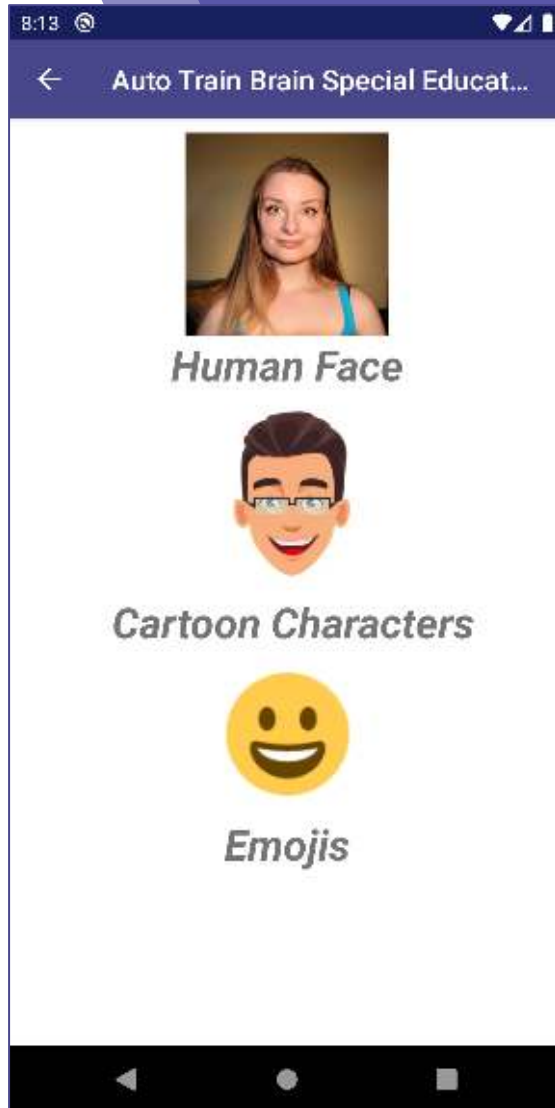 8:13
Auto Train Brain Special Educat...
Human Face
Cartoon Characters
Emojis